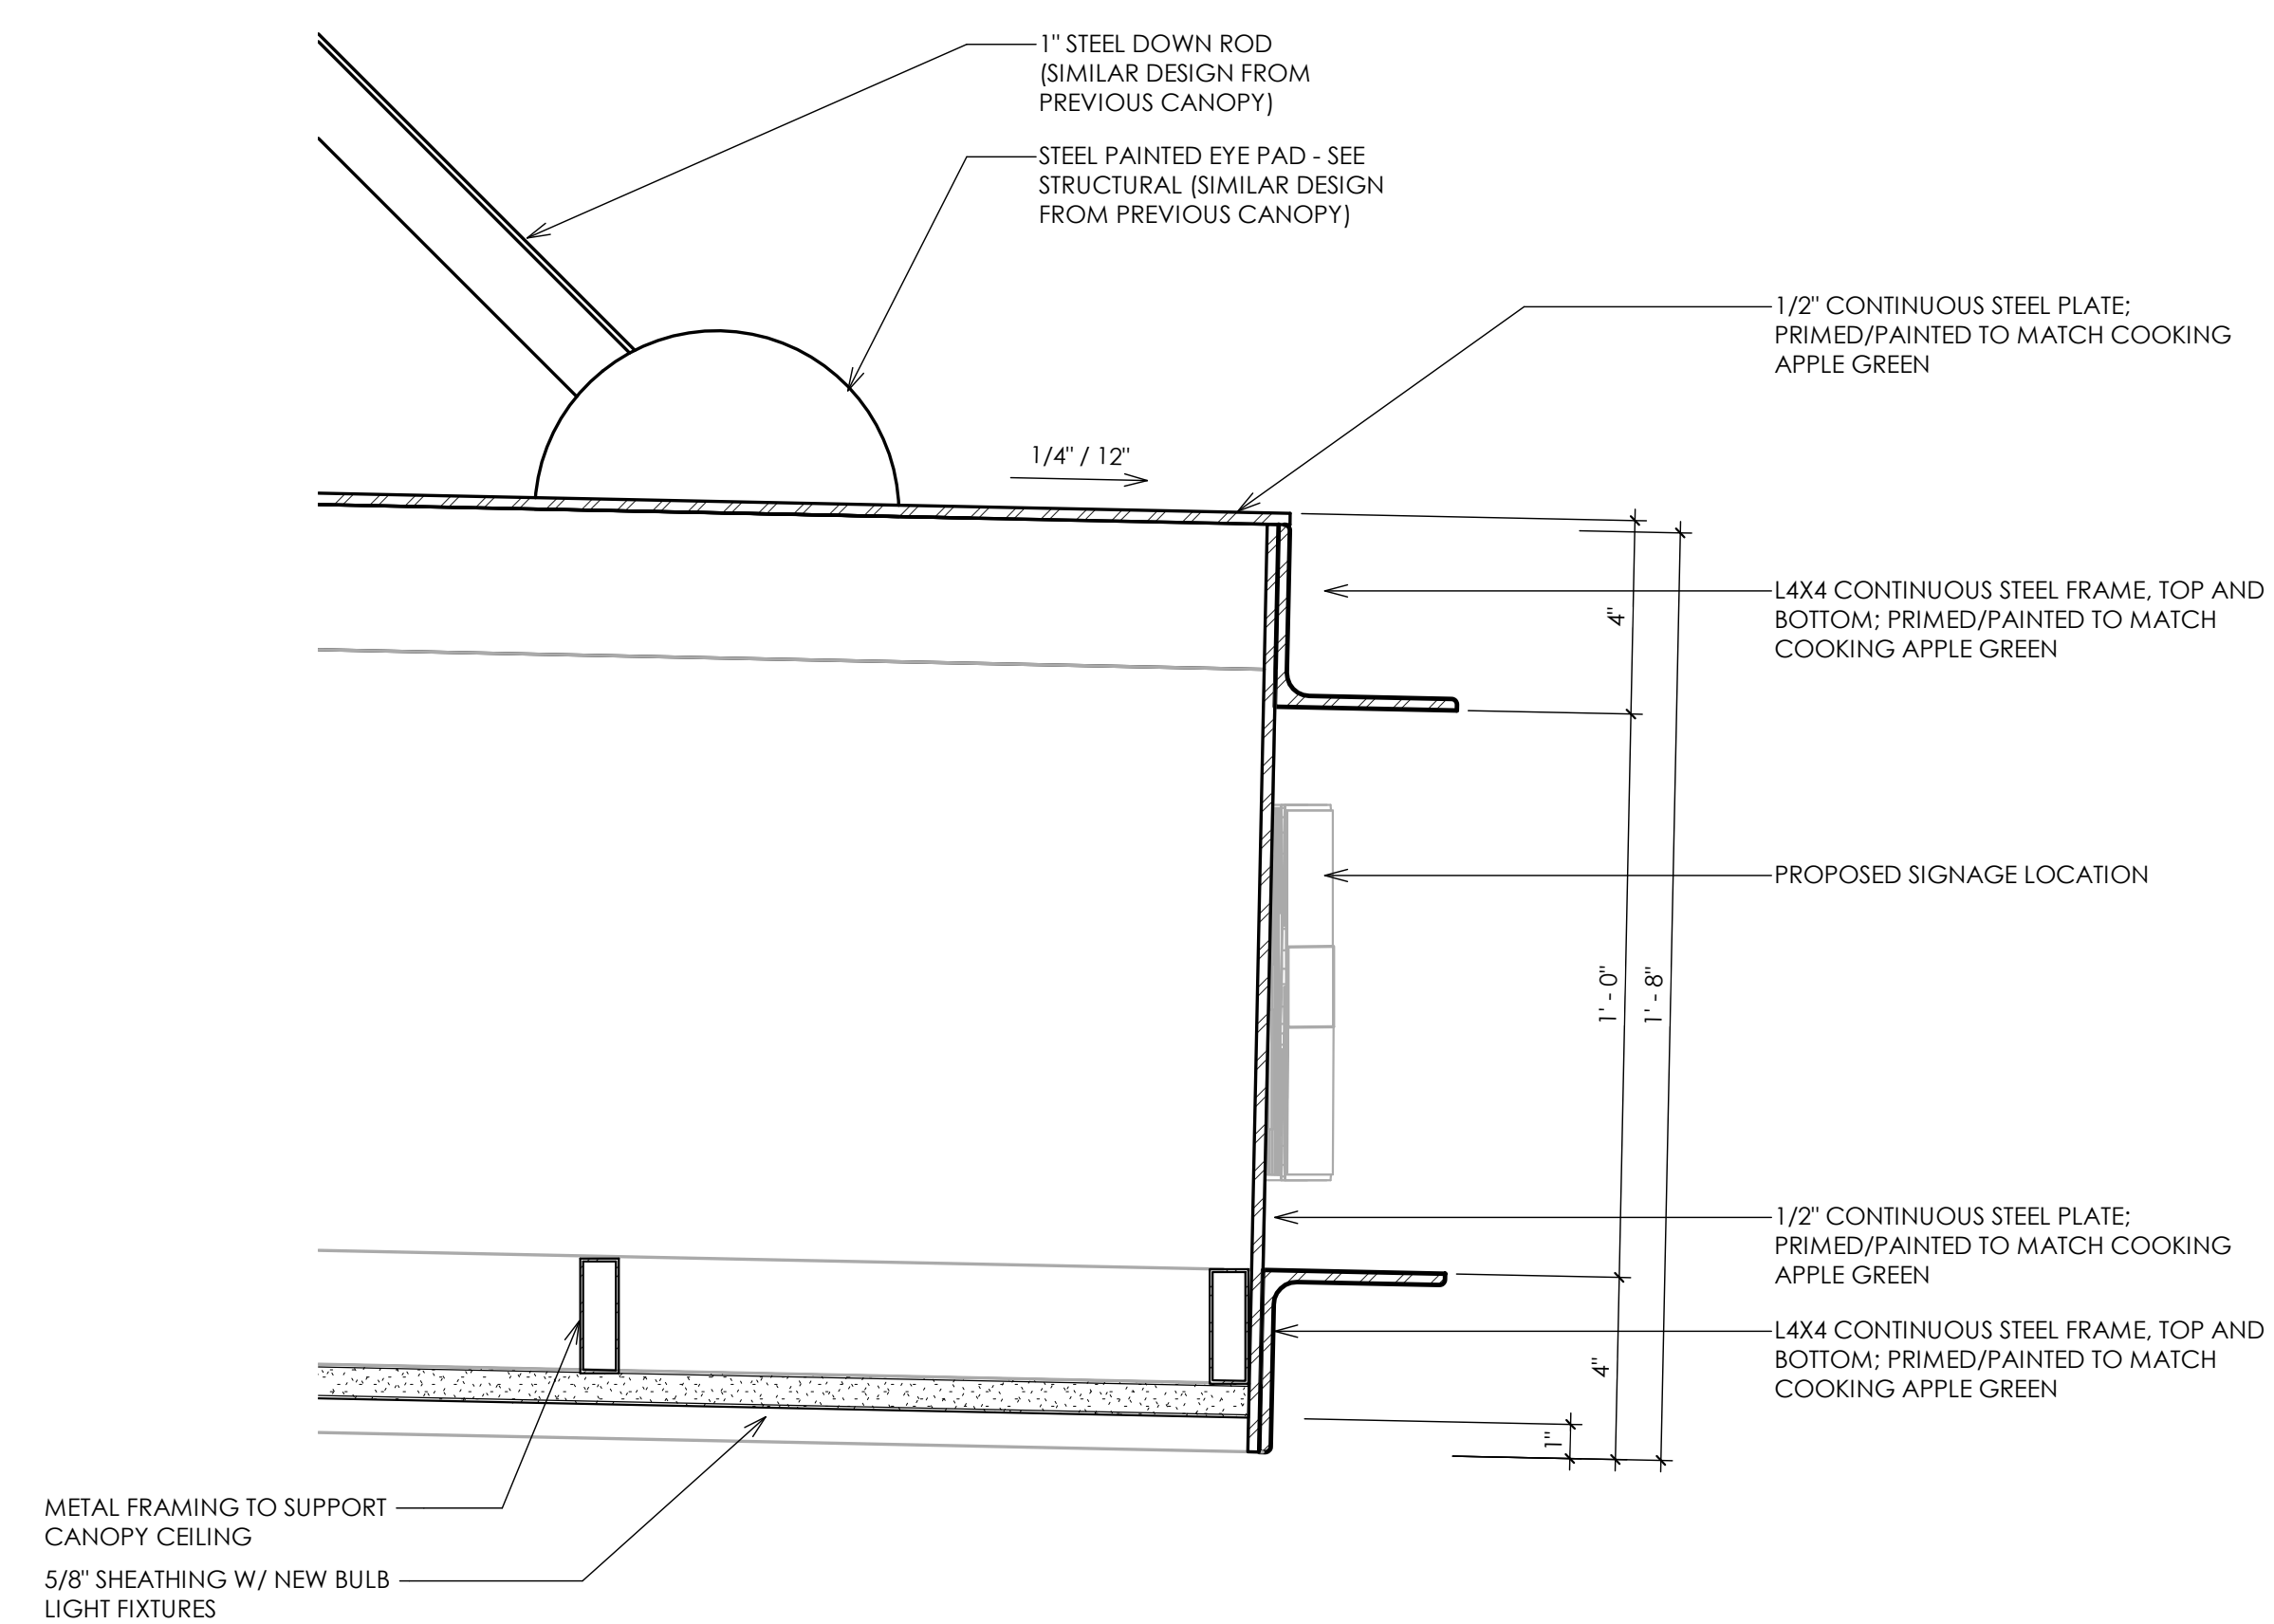 1" STEEL DOWN ROD
(SIMILAR DESIGN FROM
PREVIOUS CANOPY)
STEEL PAINTED EYE PAD - SEE
STRUCTURAL (SIMILAR DESIGN
FROM PREVIOUS CANOPY)
1/2" CONTINUOUS STEEL PLATE;
PRIMED/PAINTED TO MATCH COOKING
APPLE GREEN
1/4" / 12"
L4X4 CONTINUOUS STEEL FRAME, TOP AND
BOTTOM; PRIMED/PAINTED TO MATCH
COOKING APPLE GREEN
4"
PROPOSED SIGNAGE LOCATION
1' - 0"
1' - 8"
1/2" CONTINUOUS STEEL PLATE;
PRIMED/PAINTED TO MATCH COOKING
APPLE GREEN
L4X4 CONTINUOUS STEEL FRAME, TOP AND
BOTTOM; PRIMED/PAINTED TO MATCH
COOKING APPLE GREEN
4"
1"
METAL FRAMING TO SUPPORT
CANOPY CEILING
5/8" SHEATHING W/ NEW BULB
LIGHT FIXTURES